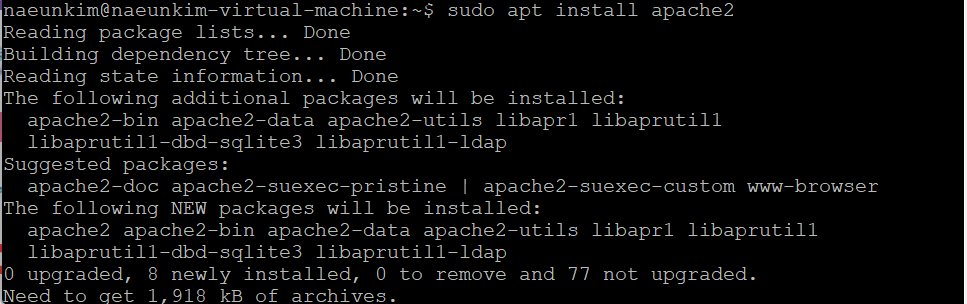 naeunkim@naeunkim-virtual-machine:~$ sudo apt install apache2
Reading package lists... Done
Building dependency tree... Done
Reading state information... Done
The following additional packages will be installed:
  apache2-bin apache2-data apache2-utils libapr1 libaprutil1
  libaprutil1-dbd-sqlite3 libaprutil1-ldap
Suggested packages:
  apache2-doc apache2-suexec-pristine | apache2-suexec-custom www-browser
The following NEW packages will be installed:
  apache2 apache2-bin apache2-data apache2-utils libapr1 libaprutil1
  libaprutil1-dbd-sqlite3 libaprutil1-ldap
0 upgraded, 8 newly installed, 0 to remove and 77 not upgraded.
Need to get 1,918 kB of archives.